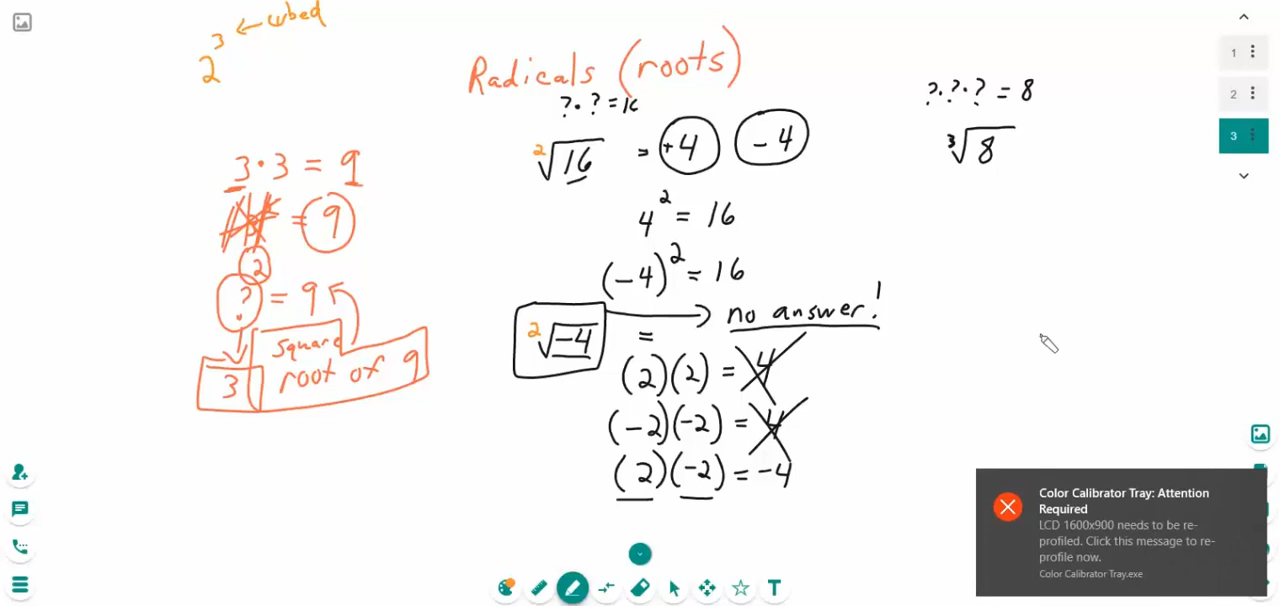 2³ ← cubed
Radicals (roots)
? · ? = 16
²√16 = +4 -4
4² = 16
(-4)² = 16
²√-4 = → no answer!
(2)(2) = 4
(-2)(-2) = 4
(2)(-2) = -4
3 · 3 = 9
= 9
?² = 9
3 square root of 9
? · ? · ? = 8
³√8
1
2
3
Color Calibrator Tray: Attention
Required
LCD 1600x900 needs to be re-
profiled. Click this message to re-
profile now.
Color Calibrator Tray.exe
T